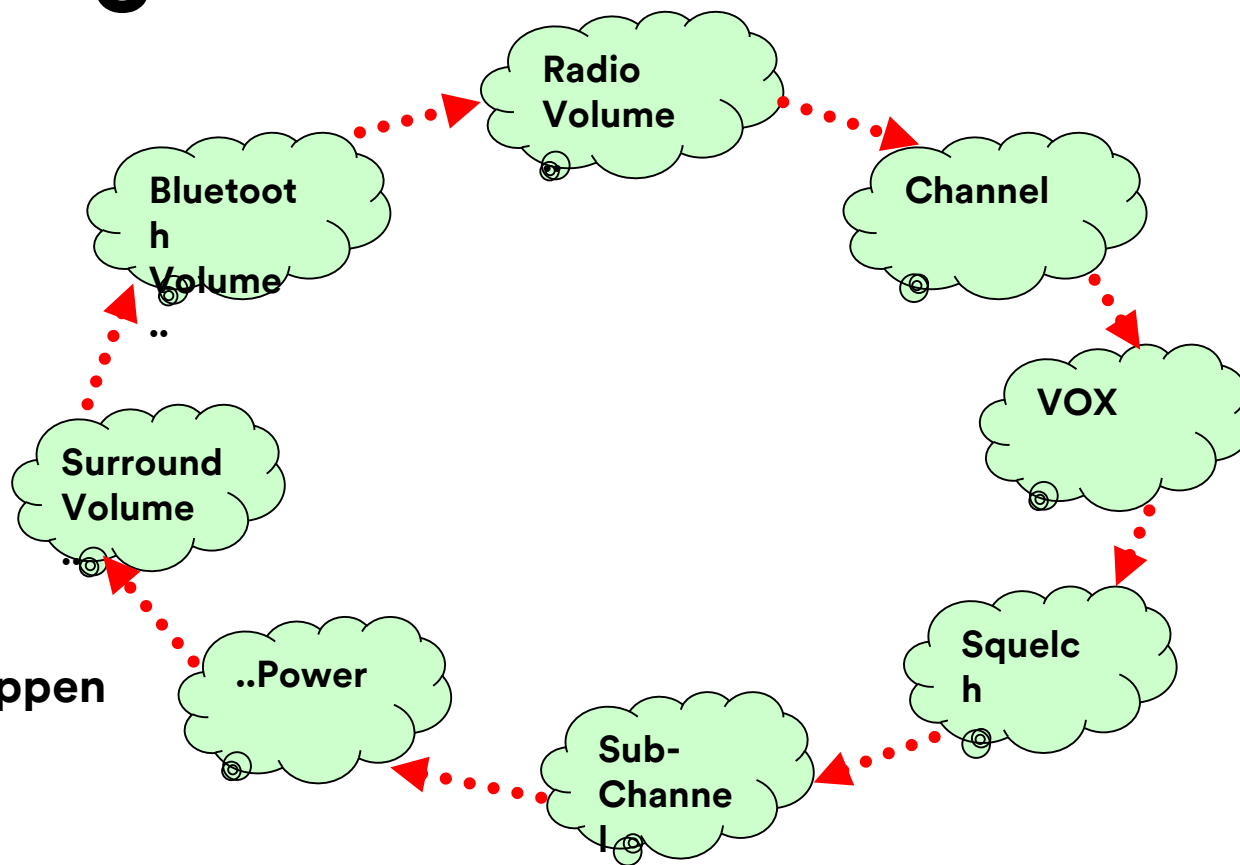 Radio
Volume
..
Channel
VOX
Squelc
h
Sub-
Channe
l
..Power
Surround
Volume
..
Bluetoot
h
Volume
..
ppen